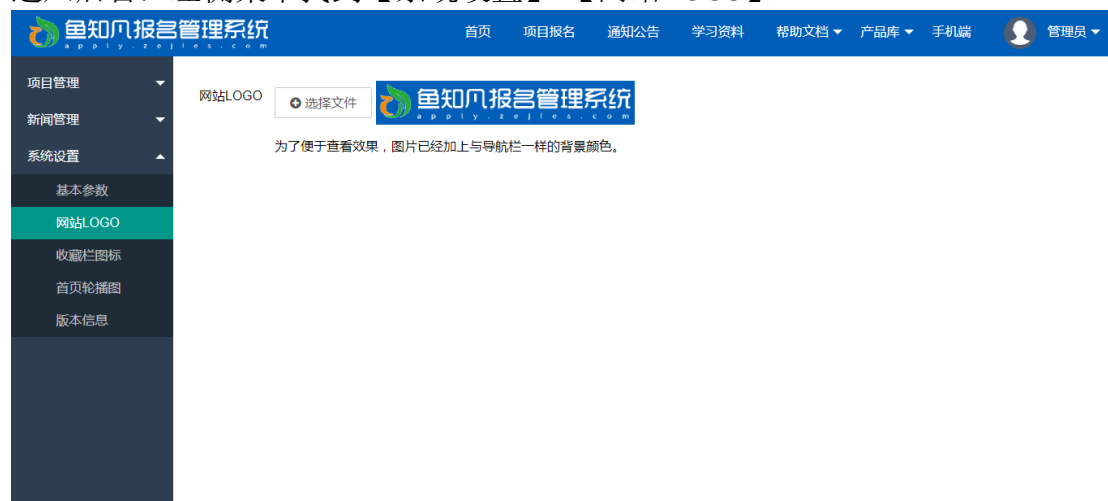 鱼知凡报名管理系统
apply.zejies.com
首页 项目报名 通知公告 学习资料 帮助文档 产品库 手机端 管理员
项目管理
新闻管理
系统设置
基本参数
网站LOGO
收藏栏图标
首页轮播图
版本信息
网站LOGO 选择文件 鱼知凡报名管理系统
apply.zejies.com
为了便于查看效果，图片已经加上与导航栏一样的背景颜色。